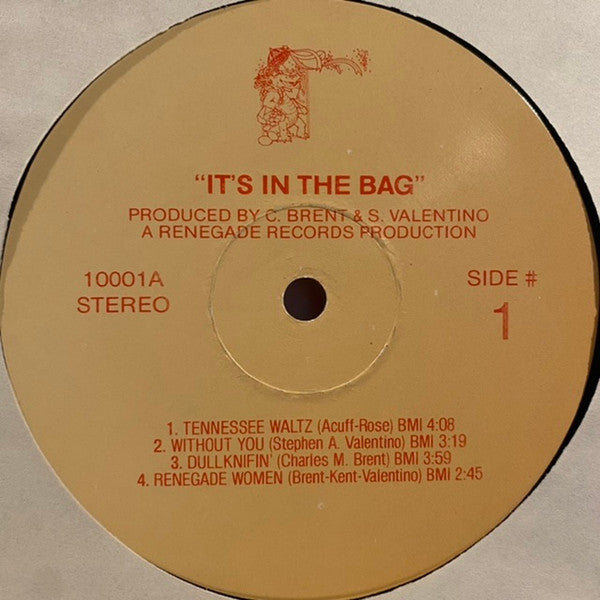 "IT'S IN THE BAG"
PRODUCED BY C. BRENT & S. VALENTINO
A RENEGADE RECORDS PRODUCTION
10001A
STEREO
SIDE #
1
1. TENNESSEE WALTZ (Acuff-Rose) BMI 4:08
2. WITHOUT YOU (Stephen A. Valentino) BMI 3:19
3. DULLKNIFIN' (Charles M. Brent) BMI 3:59
4. RENEGADE WOMEN (Brent-Kent-Valentino) BMI 2:45